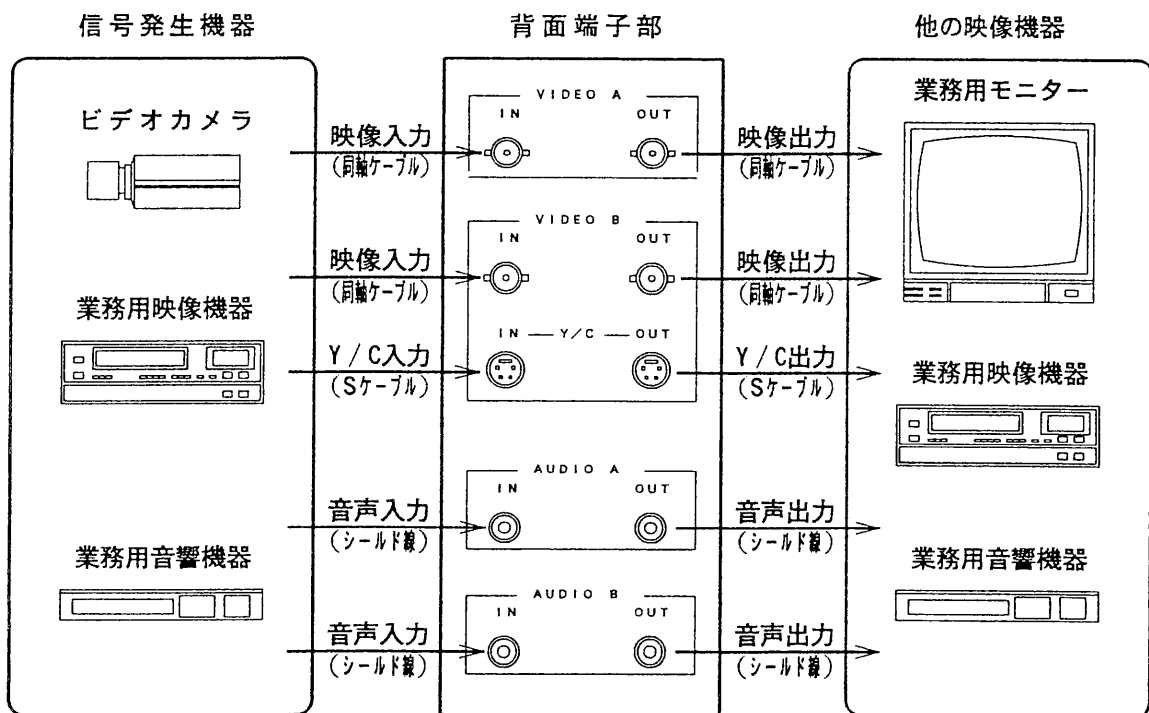 信号発生機器
背面端子部
他の映像機器
ビデオカメラ
業務用映像機器
業務用音響機器
映像入力
(同軸ケーブル)
映像入力
(同軸ケーブル)
Y/C入力
(Sケーブル)
音声入力
(シールド線)
音声入力
(シールド線)
VIDEO A
IN OUT
VIDEO B
IN OUT
IN Y/C OUT
AUDIO A
IN OUT
AUDIO B
IN OUT
映像出力
(同軸ケーブル)
映像出力
(同軸ケーブル)
Y/C出力
(Sケーブル)
音声出力
(シールド線)
音声出力
(シールド線)
業務用モニター
業務用映像機器
業務用音響機器